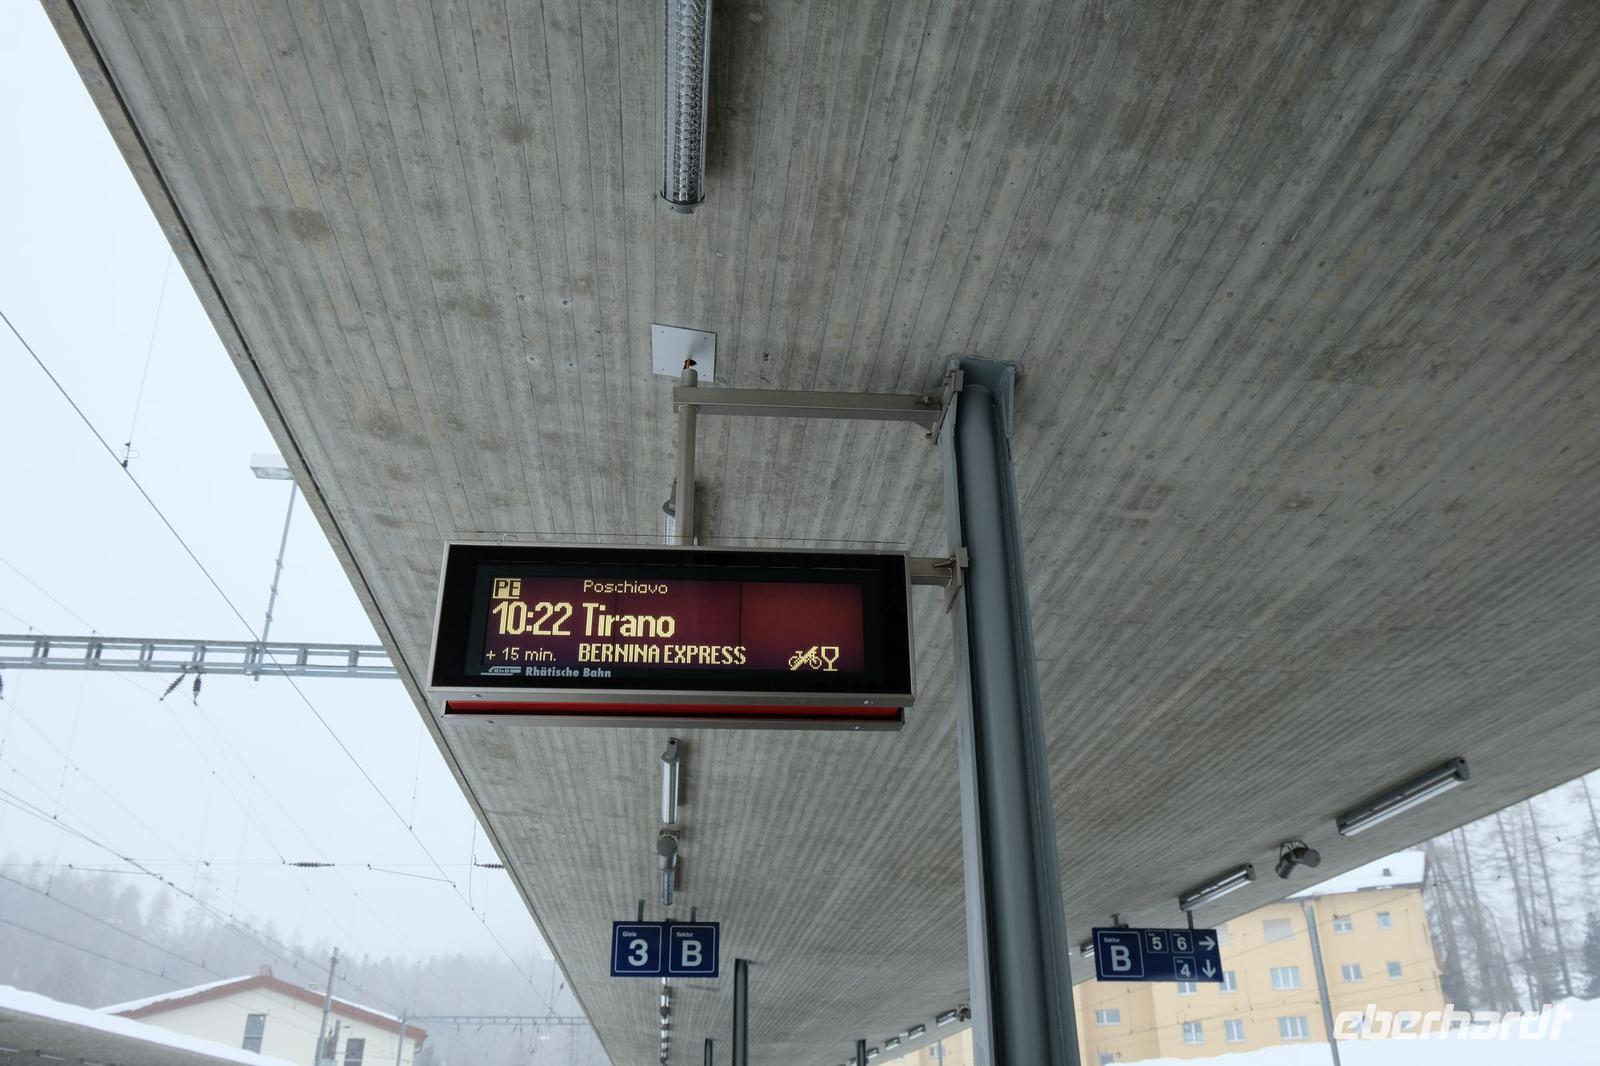 PE Poschiavo
10:22 Tirano
+ 15 min. BERNINA EXPRESS
Rhätische Bahn
Gleis Sektor
3 B
Sektor
B 5 6
4
eberhardt